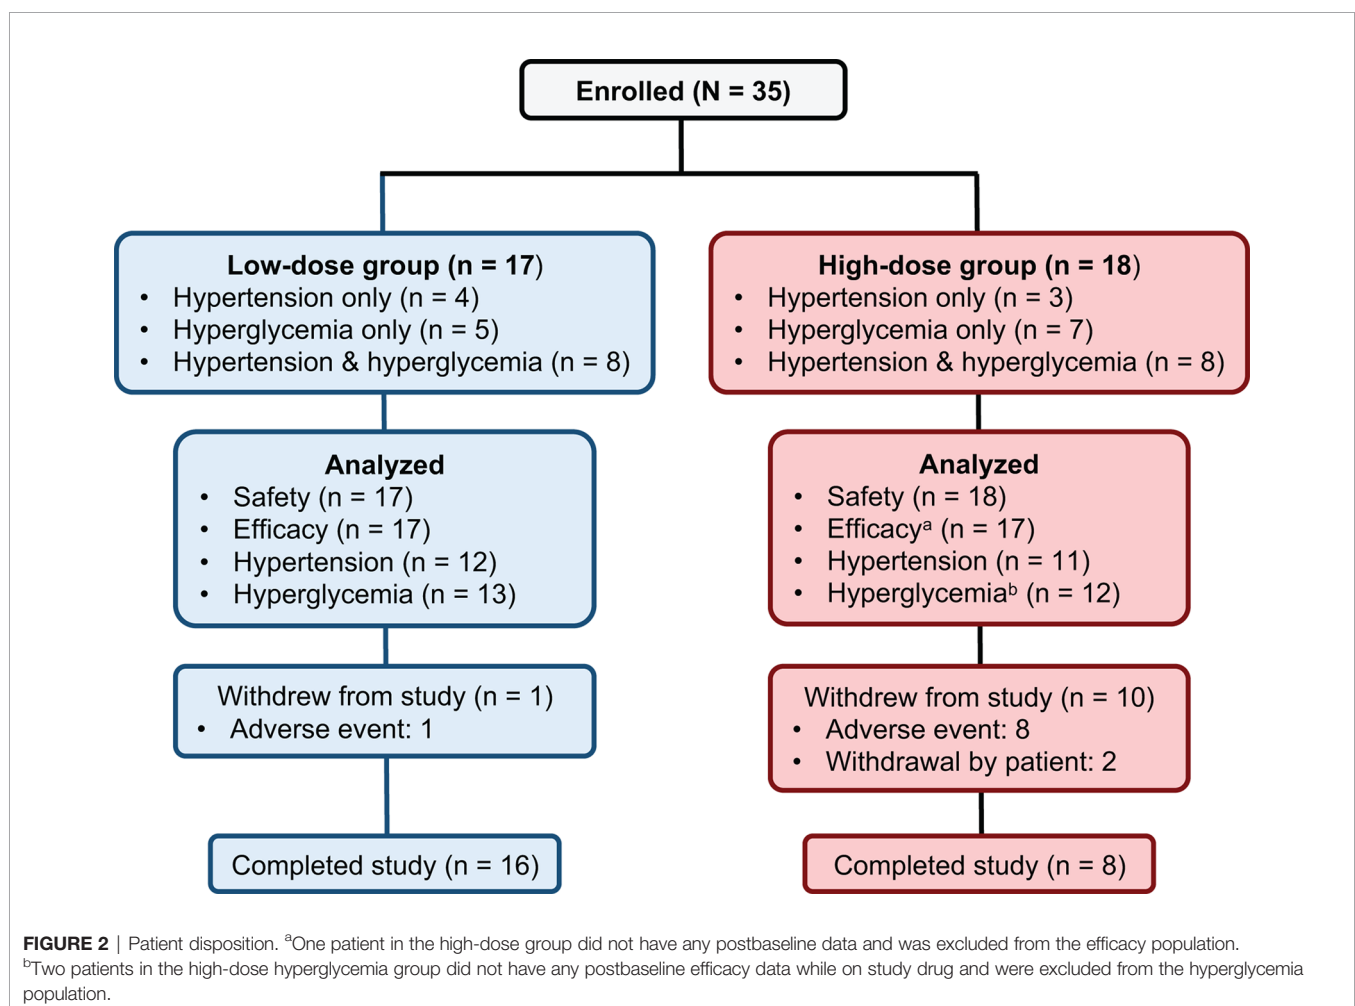 Enrolled (N = 35)
Low-dose group (n = 17)
• Hypertension only (n = 4)
• Hyperglycemia only (n = 5)
• Hypertension & hyperglycemia (n = 8)
High-dose group (n = 18)
• Hypertension only (n = 3)
• Hyperglycemia only (n = 7)
• Hypertension & hyperglycemia (n = 8)
Analyzed
• Safety (n = 17)
• Efficacy (n = 17)
• Hypertension (n = 12)
• Hyperglycemia (n = 13)
Analyzed
• Safety (n = 18)
• Efficacyᵃ (n = 17)
• Hypertension (n = 11)
• Hyperglycemiaᵇ (n = 12)
Withdrew from study (n = 1)
• Adverse event: 1
Withdrew from study (n = 10)
• Adverse event: 8
• Withdrawal by patient: 2
Completed study (n = 16)
Completed study (n = 8)
FIGURE 2 | Patient disposition. ᵃOne patient in the high-dose group did not have any postbaseline data and was excluded from the efficacy population.
ᵇTwo patients in the high-dose hyperglycemia group did not have any postbaseline efficacy data while on study drug and were excluded from the hyperglycemia
population.